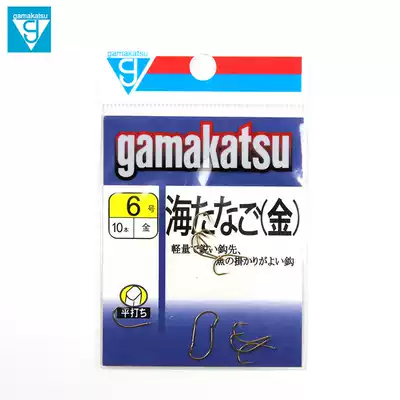 gamakatsu
gamakatsu
gamakatsu
6号
海たなご(金)
10本 金
軽量で鋭い鈎先、
魚の掛かりがよい鈎
平打ち